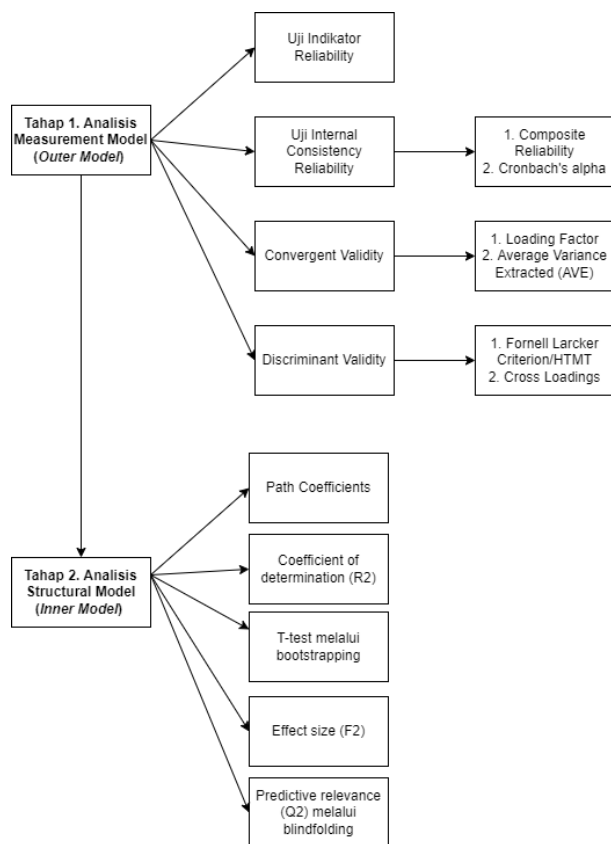 Uji Indikator
Reliability
Tahap 1. Analisis
Measurement Model
(Outer Model)
Uji Internal
Consistency
Reliability
1. Composite
Reliability
2. Cronbach's alpha
Convergent Validity
1. Loading Factor
2. Average Variance
Extracted (AVE)
Discriminant Validity
1. Fornell Larcker
Criterion/HTMT
2. Cross Loadings
Path Coefficients
Tahap 2. Analisis
Structural Model
(Inner Model)
Coefficient of
determination (R2)
T-test melalui
bootstrapping
Effect size (F2)
Predictive relevance
(Q2) melalui
blindfolding